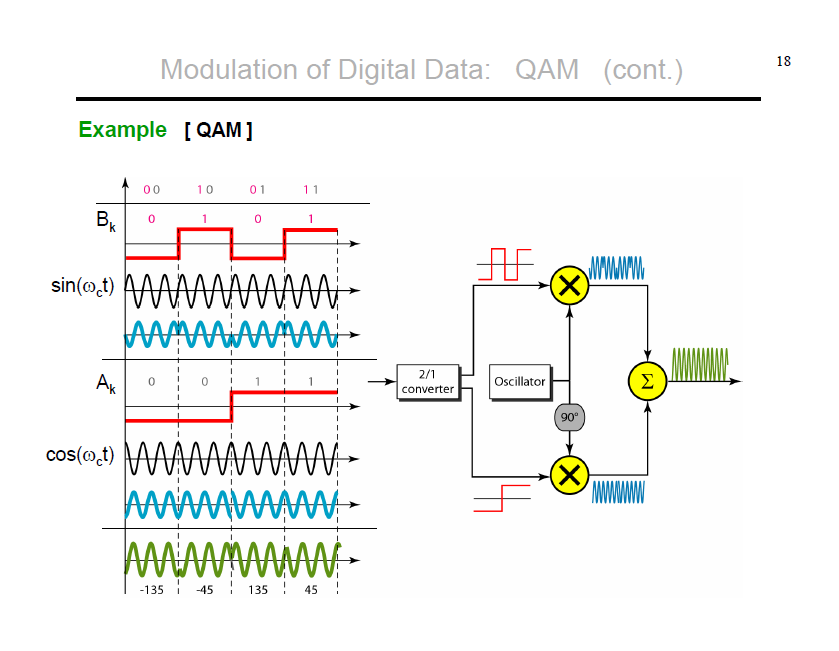 Modulation of Digital Data: QAM (cont.)
18
Example [ QAM ]
00 10 01 11
Bk 0 1 0 1
sin(ωct)
Ak 0 0 1 1
cos(ωct)
-135 -45 135 45
2/1
converter
Oscillator
90°
Σ